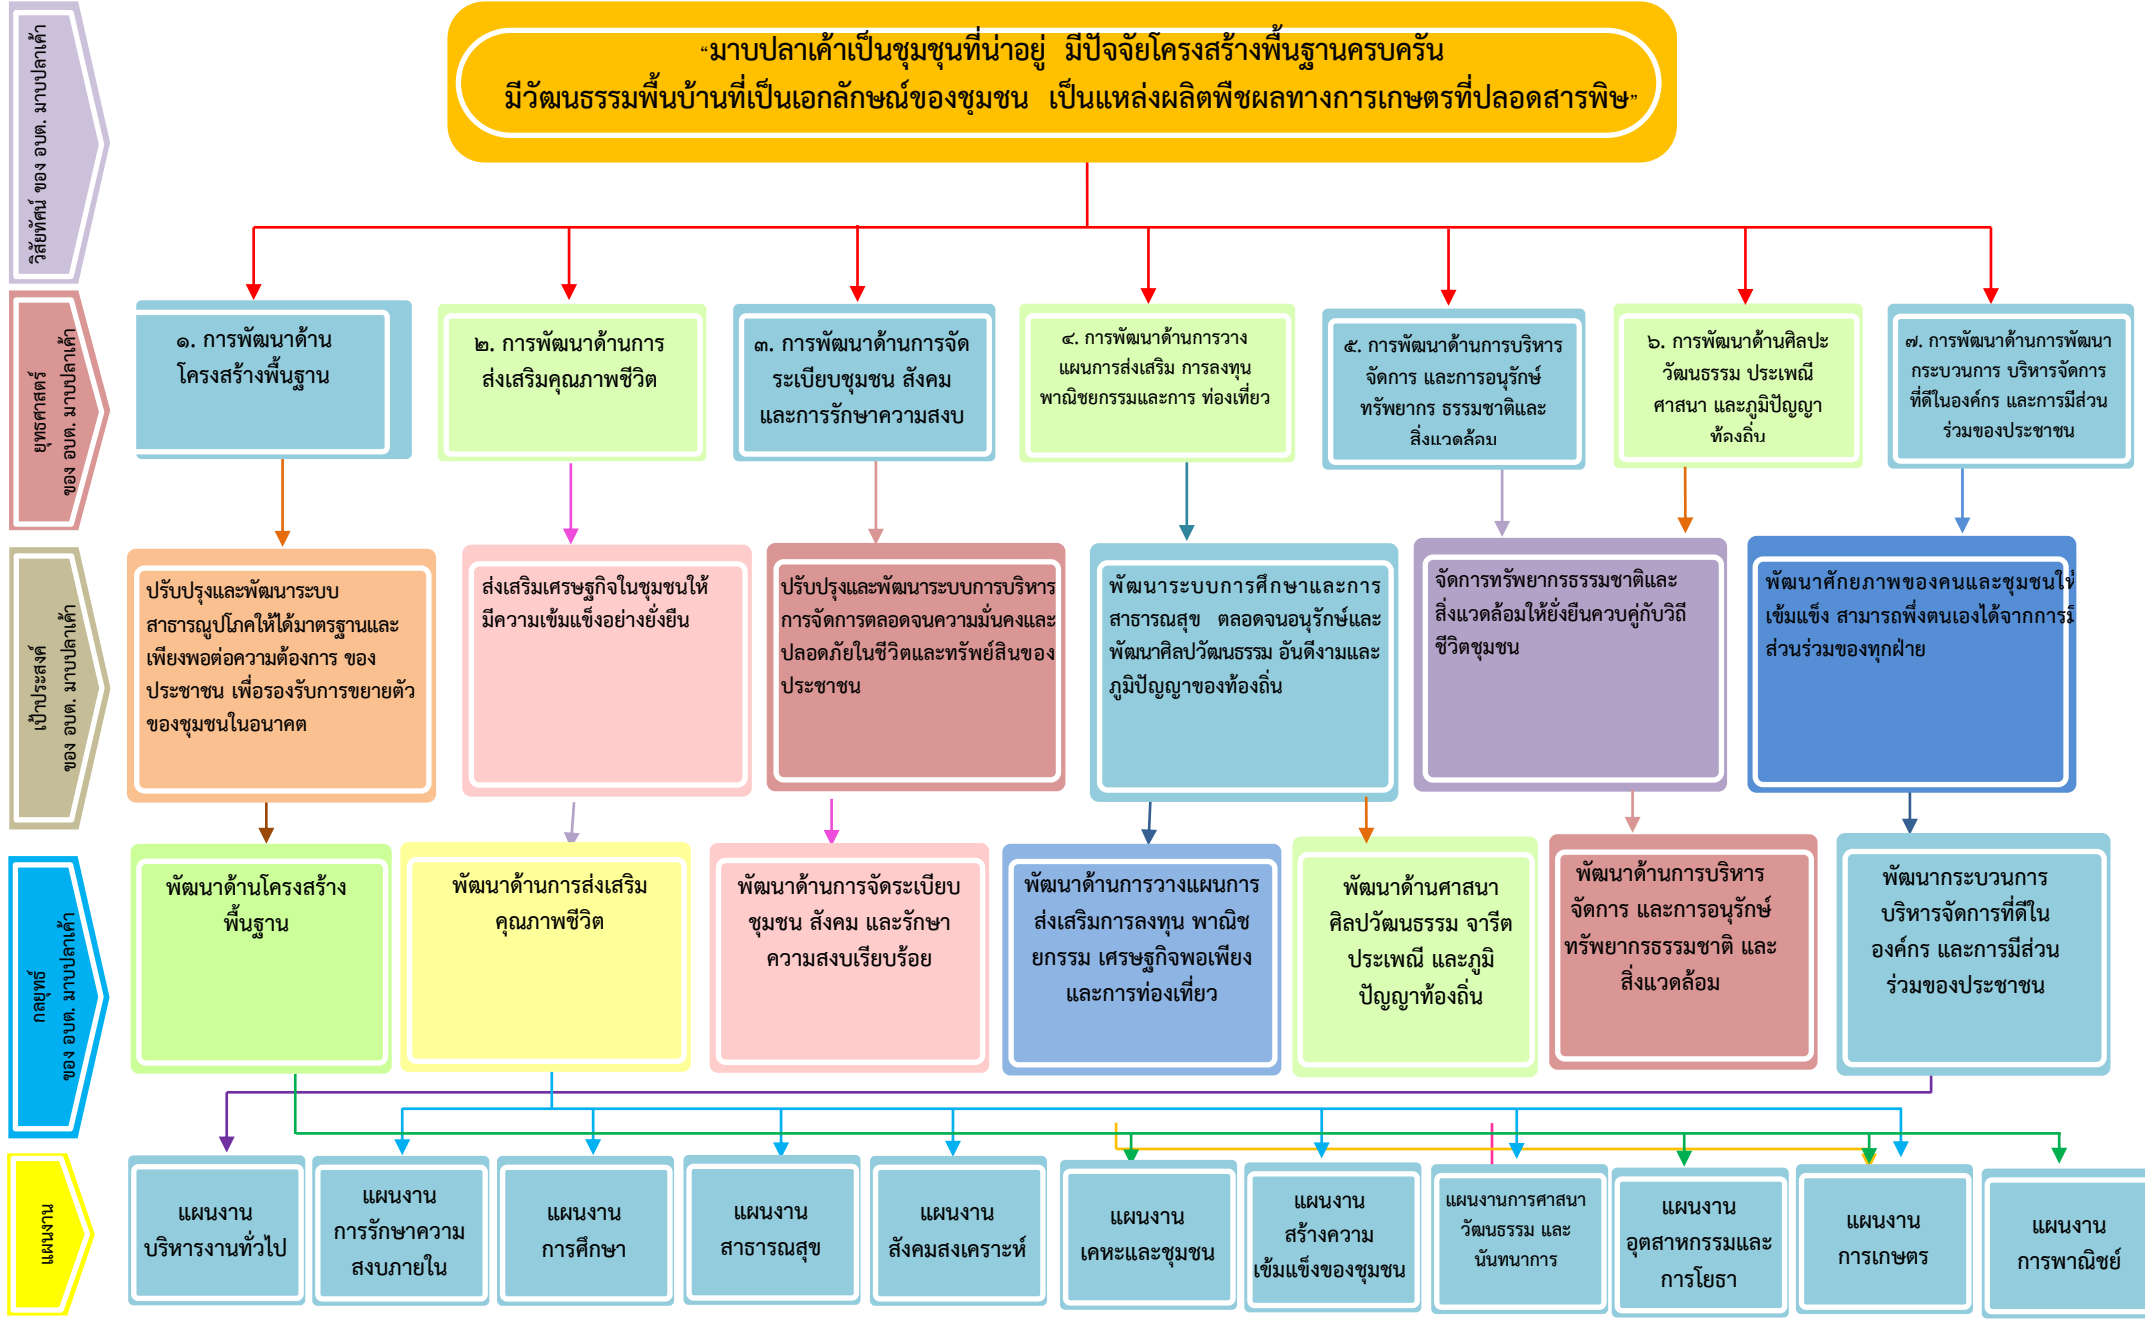 วิสัยทัศน์ ของ อบต. มาบปลาเค้า
“มาบปลาเค้าเป็นชุมชุนที่น่าอยู่ มีปัจจัยโครงสร้างพื้นฐานครบครัน
มีวัฒนธรรมพื้นบ้านที่เป็นเอกลักษณ์ของชุมชน เป็นแหล่งผลิตพืชผลทางการเกษตรที่ปลอดสารพิษ”
ยุทธศาสตร์
ของ อบต. มาบปลาเค้า
๑. การพัฒนาด้าน
โครงสร้างพื้นฐาน
๒. การพัฒนาด้านการ
ส่งเสริมคุณภาพชีวิต
๓. การพัฒนาด้านการจัด
ระเบียบชุมชน สังคม
และการรักษาความสงบ
๔. การพัฒนาด้านการวาง
แผนการส่งเสริม การลงทุน
พาณิชยกรรมและการ ท่องเที่ยว
๕. การพัฒนาด้านการบริหาร
จัดการ และการอนุรักษ์
ทรัพยากร ธรรมชาติและ
สิ่งแวดล้อม
๖. การพัฒนาด้านศิลปะ
วัฒนธรรม ประเพณี
ศาสนา และภูมิปัญญา
ท้องถิ่น
๗. การพัฒนาด้านการพัฒนา
กระบวนการ บริหารจัดการ
ที่ดีในองค์กร และการมีส่วน
ร่วมของประชาชน
เป้าประสงค์
ของ อบต. มาบปลาเค้า
ปรับปรุงและพัฒนาระบบ
สาธารณูปโภคให้ได้มาตรฐานและ
เพียงพอต่อความต้องการ ของ
ประชาชน เพื่อรองรับการขยายตัว
ของชุมชนในอนาคต
ส่งเสริมเศรษฐกิจในชุมชนให้
มีความเข้มแข็งอย่างยั่งยืน
ปรับปรุงและพัฒนาระบบการบริหาร
การจัดการตลอดจนความมั่นคงและ
ปลอดภัยในชีวิตและทรัพย์สินของ
ประชาชน
พัฒนาระบบการศึกษาและการ
สาธารณสุข ตลอดจนอนุรักษ์และ
พัฒนาศิลปวัฒนธรรม อันดีงามและ
ภูมิปัญญาของท้องถิ่น
จัดการทรัพยากรธรรมชาติและ
สิ่งแวดล้อมให้ยั่งยืนควบคู่กับวิถี
ชีวิตชุมชน
พัฒนาศักยภาพของคนและชุมชนให้
เข้มแข็ง สามารถพึ่งตนเองได้จากการมี
ส่วนร่วมของทุกฝ่าย
กลยุทธ์
ของ อบต. มาบปลาเค้า
พัฒนาด้านโครงสร้าง
พื้นฐาน
พัฒนาด้านการส่งเสริม
คุณภาพชีวิต
พัฒนาด้านการจัดระเบียบ
ชุมชน สังคม และรักษา
ความสงบเรียบร้อย
พัฒนาด้านการวางแผนการ
ส่งเสริมการลงทุน พาณิช
ยกรรม เศรษฐกิจพอเพียง
และการท่องเที่ยว
พัฒนาด้านศาสนา
ศิลปวัฒนธรรม จารีต
ประเพณี และภูมิ
ปัญญาท้องถิ่น
พัฒนาด้านการบริหาร
จัดการ และการอนุรักษ์
ทรัพยากรธรรมชาติ และ
สิ่งแวดล้อม
พัฒนากระบวนการ
บริหารจัดการที่ดีใน
องค์กร และการมีส่วน
ร่วมของประชาชน
แผนงาน
แผนงาน
บริหารงานทั่วไป
แผนงาน
การรักษาความ
สงบภายใน
แผนงาน
การศึกษา
แผนงาน
สาธารณสุข
แผนงาน
สังคมสงเคราะห์
แผนงาน
เคหะและชุมชน
แผนงาน
สร้างความ
เข้มแข็งของชุมชน
แผนงานการศาสนา
วัฒนธรรม และ
นันทนาการ
แผนงาน
อุตสาหกรรมและ
การโยธา
แผนงาน
การเกษตร
แผนงาน
การพาณิชย์